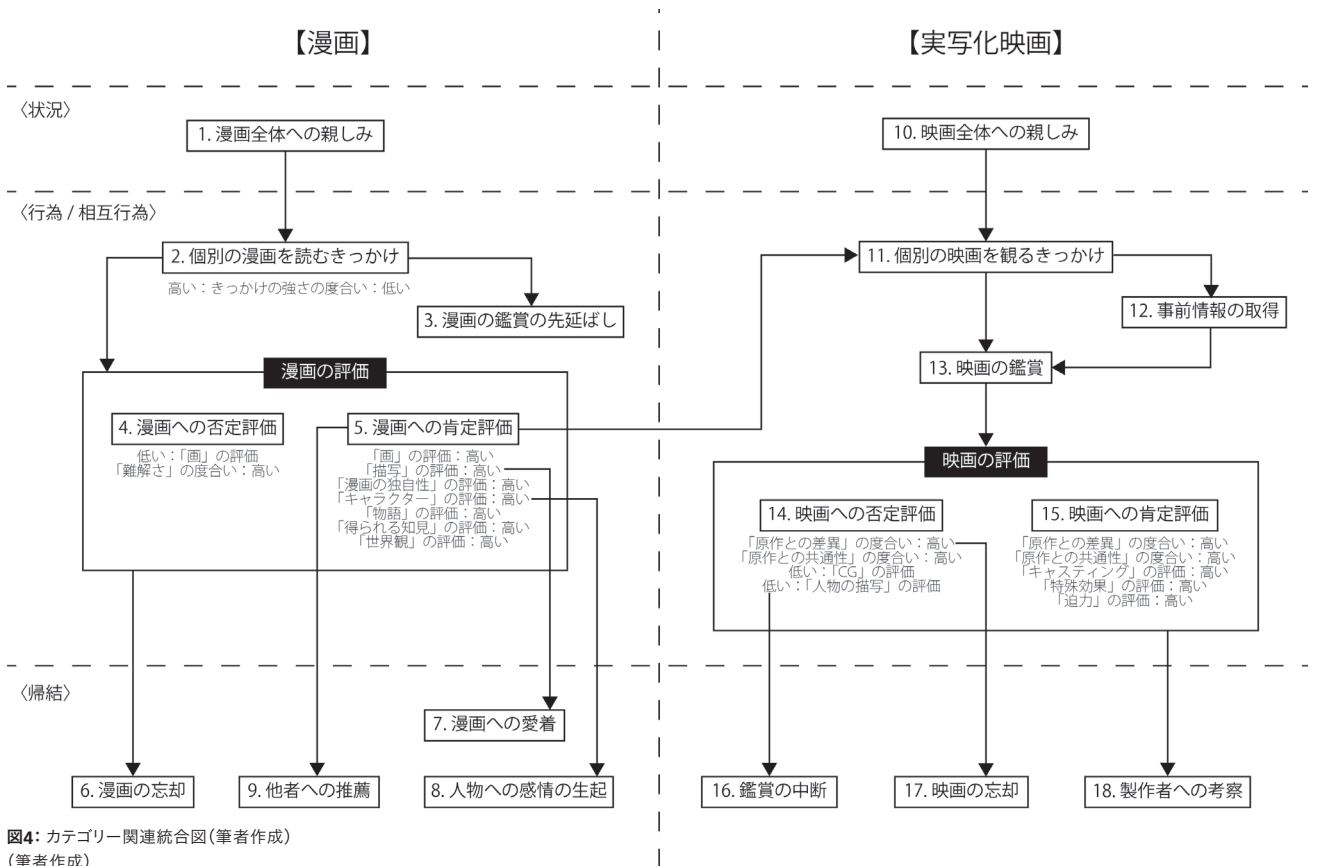 【漫画】
【実写化映画】
〈状況〉
1. 漫画全体への親しみ
10. 映画全体への親しみ
〈行為 / 相互行為〉
2. 個別の漫画を読むきっかけ
高い：きっかけの強さの度合い：低い
3. 漫画の鑑賞の先延ばし
11. 個別の映画を観るきっかけ
12. 事前情報の取得
13. 映画の鑑賞
漫画の評価
4. 漫画への否定評価
低い：「画」の評価
「難解さ」の度合い：高い
5. 漫画への肯定評価
「画」の評価：高い
「描写」の評価：高い
「漫画の独自性」の評価：高い
「キャラクター」の評価：高い
「物語」の評価：高い
「得られる知見」の評価：高い
「世界観」の評価：高い
映画の評価
14. 映画への否定評価
「原作との差異」の度合い：高い
「原作との共通性」の度合い：高い
低い：「CG」の評価
低い：「人物の描写」の評価
15. 映画への肯定評価
「原作との差異」の度合い：高い
「原作との共通性」の度合い：高い
「キャスティング」の評価：高い
「特殊効果」の評価：高い
「迫力」の評価：高い
〈帰結〉
7. 漫画への愛着
6. 漫画の忘却
9. 他者への推薦
8. 人物への感情の生起
16. 鑑賞の中断
17. 映画の忘却
18. 製作者への考察
図4: カテゴリー関連統合図（筆者作成）
（筆者作成）